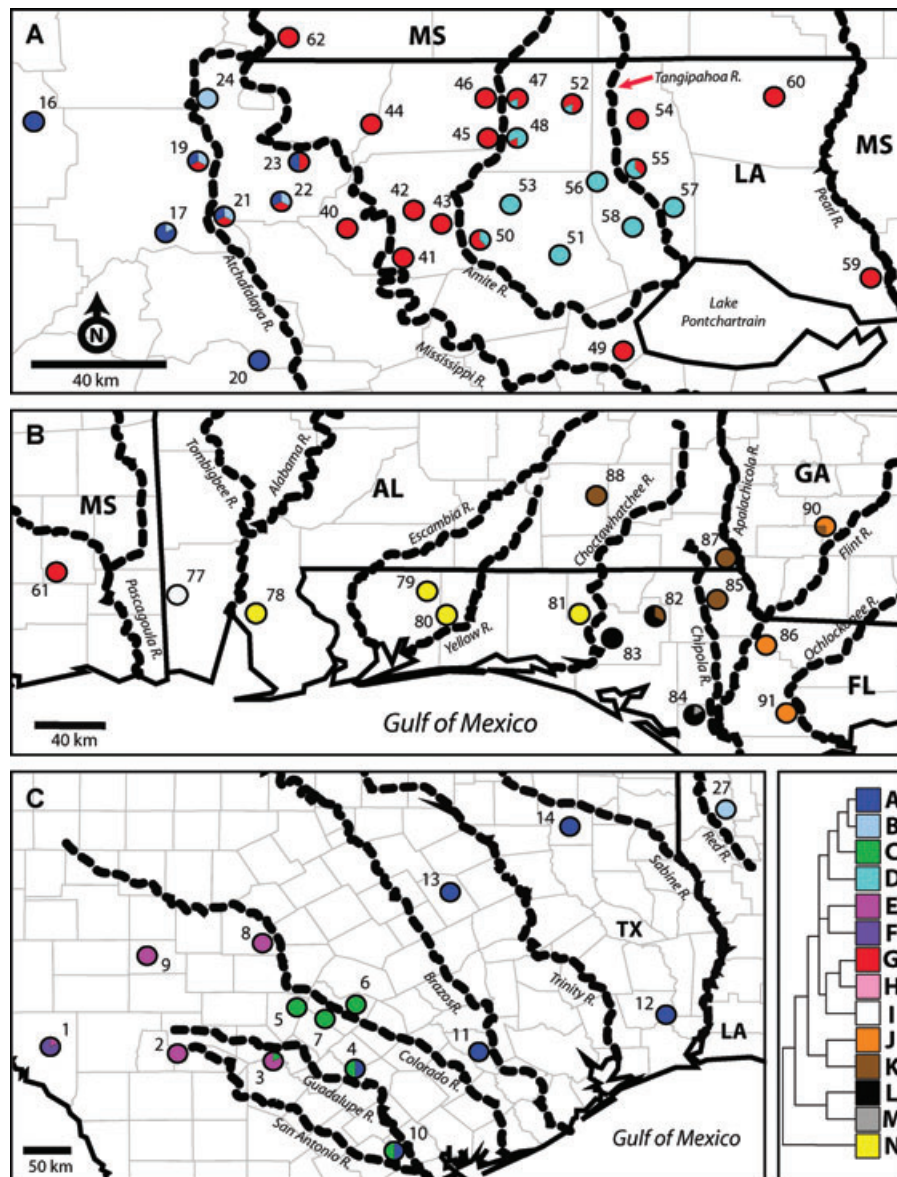 A
MS
62
16
24
46
47
52
Tangipahoa R.
60
44
54
MS
45
48
19
23
55
LA
56
57
42
53
22
43
17
21
40
58
50
51
Pearl R.
41
59
Atchafalaya R.
Amite R.
N
Lake
Pontchartrain
49
40 km
20
Mississippi R.
B
Tombigbee R.
Alabama R.
AL
88
GA
MS
Escambia R.
Choctawhatchee R.
Apalachicola R.
90
87
Flint R.
61
77
78
79
81
82
85
80
Pascagoula R.
Yellow R.
83
Chipola R.
86
Ochlockonee R.
84
FL
91
40 km
Gulf of Mexico
C
27
14
Red R.
13
Sabine R.
TX
8
9
6
Brazos R.
Trinity R.
5
12
1
7
11
LA
2
4
3
Colorado R.
Guadalupe R.
San Antonio R.
10
Gulf of Mexico
50 km
A
B
C
D
E
F
G
H
I
J
K
L
M
N